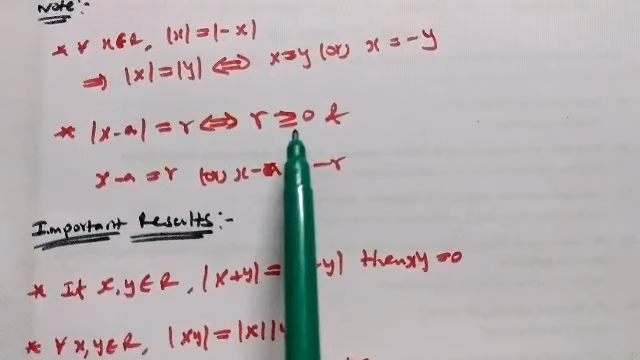 Note:-
* ∀ x∈R, |x|=|-x|
⇒ |x|=|y| ⇔ x=y (or) x=-y
* |x-a|=r ⇔ r≥0 &
x-a=r (or) x-a -r
Important Results:-
* If x,y∈R, |x+y|= -y| then xy=0
* ∀ x,y∈R, |xy|=|x||y